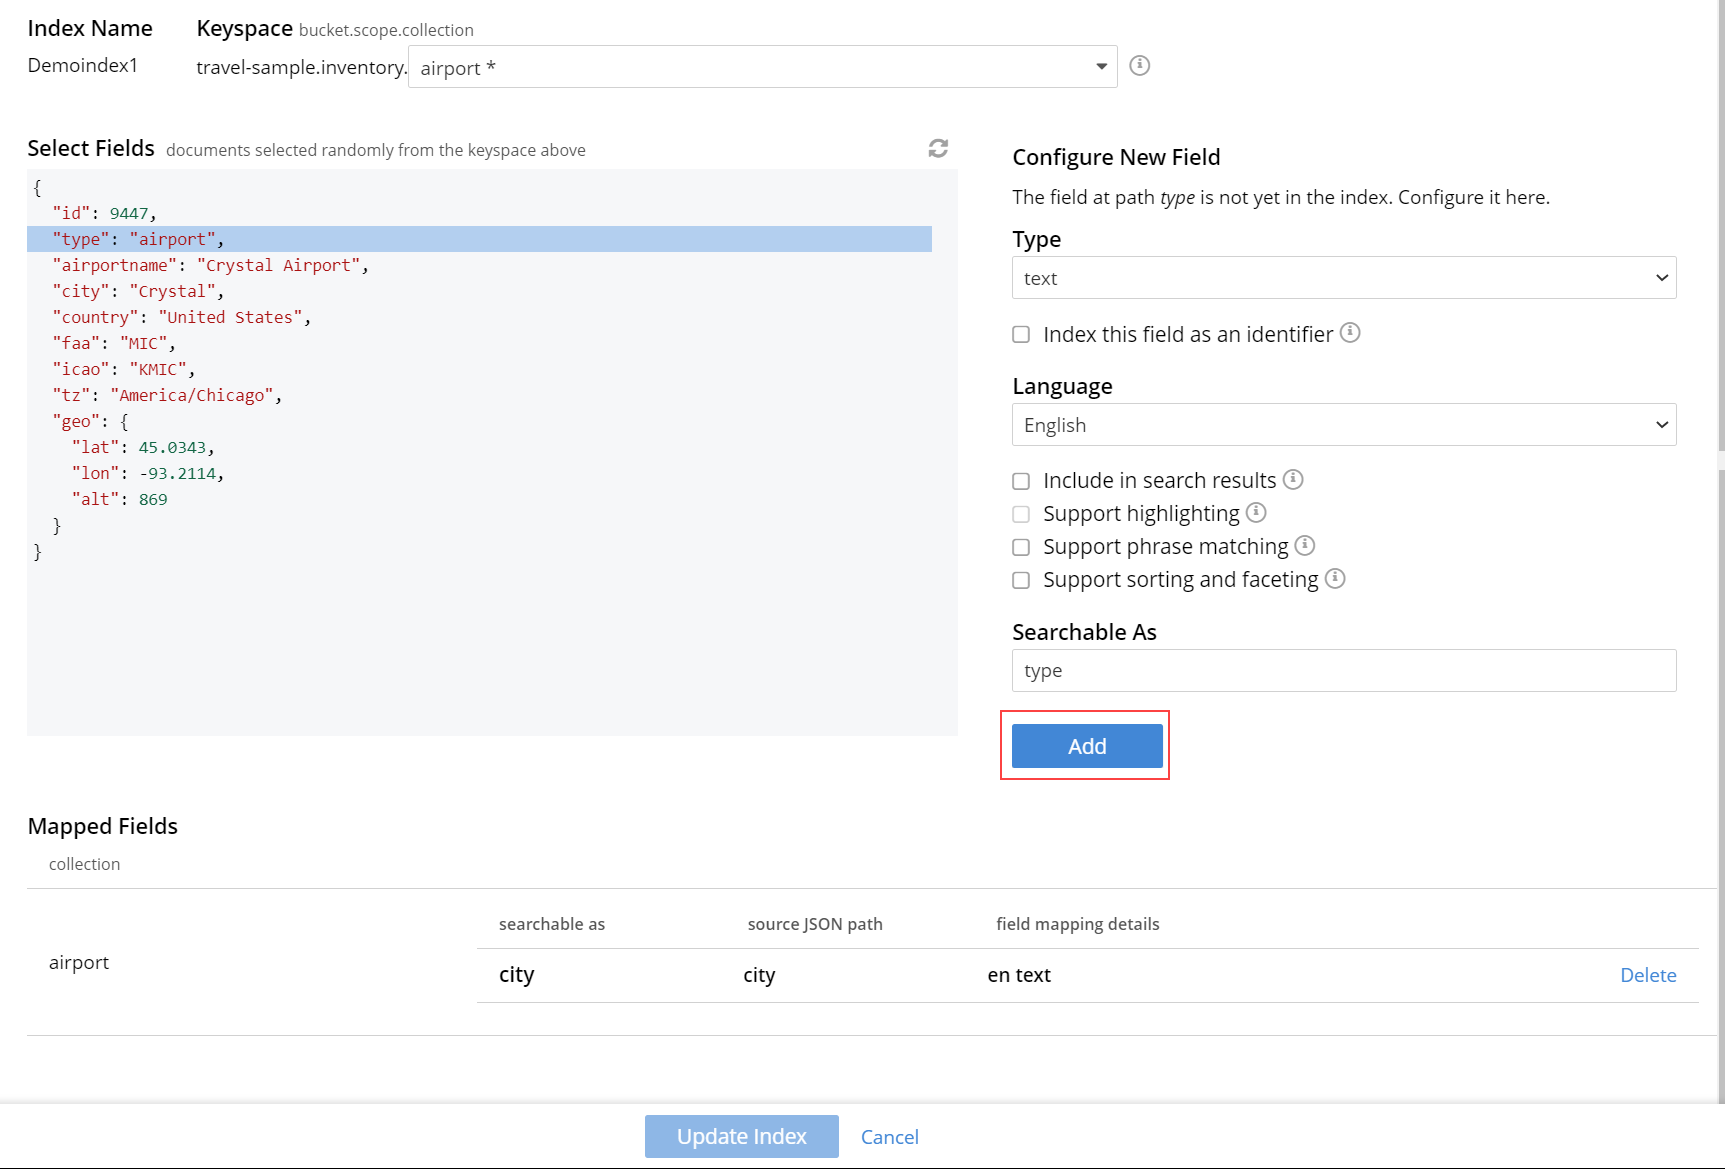 Index Name
Keyspace bucket.scope.collection
Demoindex1
travel-sample.inventory.
airport *
Select Fields documents selected randomly from the keyspace above
{
"id": 9447,
"type": "airport",
"airportname": "Crystal Airport",
"city": "Crystal",
"country": "United States",
"faa": "MIC",
"icao": "KMIC",
"tz": "America/Chicago",
"geo": {
"lat": 45.0343,
"lon": -93.2114,
"alt": 869
}
}
Configure New Field
The field at path type is not yet in the index. Configure it here.
Type
text
Index this field as an identifier
Language
English
Include in search results
Support highlighting
Support phrase matching
Support sorting and faceting
Searchable As
type
Add
Mapped Fields
collection
searchable as source JSON path field mapping details
airport
city city en text Delete
Update Index Cancel